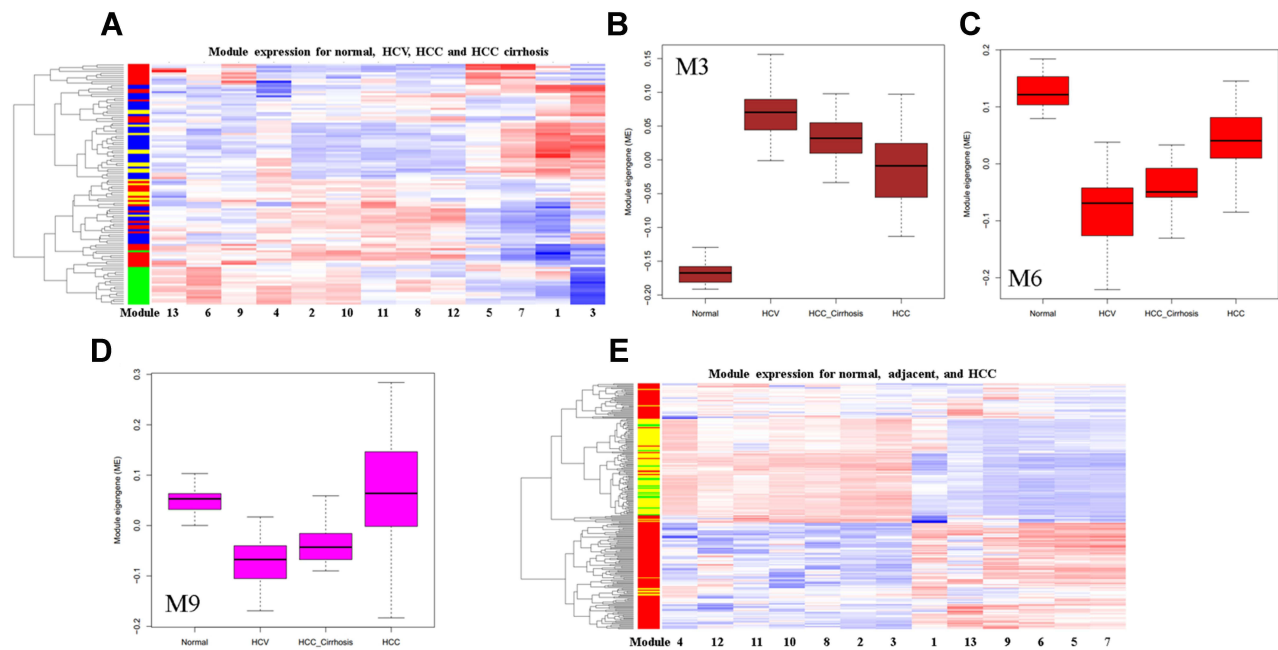 A
Module expression for normal, HCV, HCC and HCC cirrhosis
Module 13 6 9 4 2 10 11 8 12 5 7 1 3
B
M3
Module eigengene (ME)
0.15
0.10
0.05
0.00
-0.05
-0.10
-0.15
-0.20
Normal HCV HCC_Cirrhosis HCC
C
Module eigengene (ME)
0.2
0.1
0.0
-0.1
-0.2
M6
Normal HCV HCC_Cirrhosis HCC
D
Module eigengene (ME)
0.3
0.2
0.1
0.0
-0.1
-0.2
M9
Normal HCV HCC_Cirrhosis HCC
E
Module expression for normal, adjacent, and HCC
Module 4 12 11 10 8 2 3 1 13 9 6 5 7